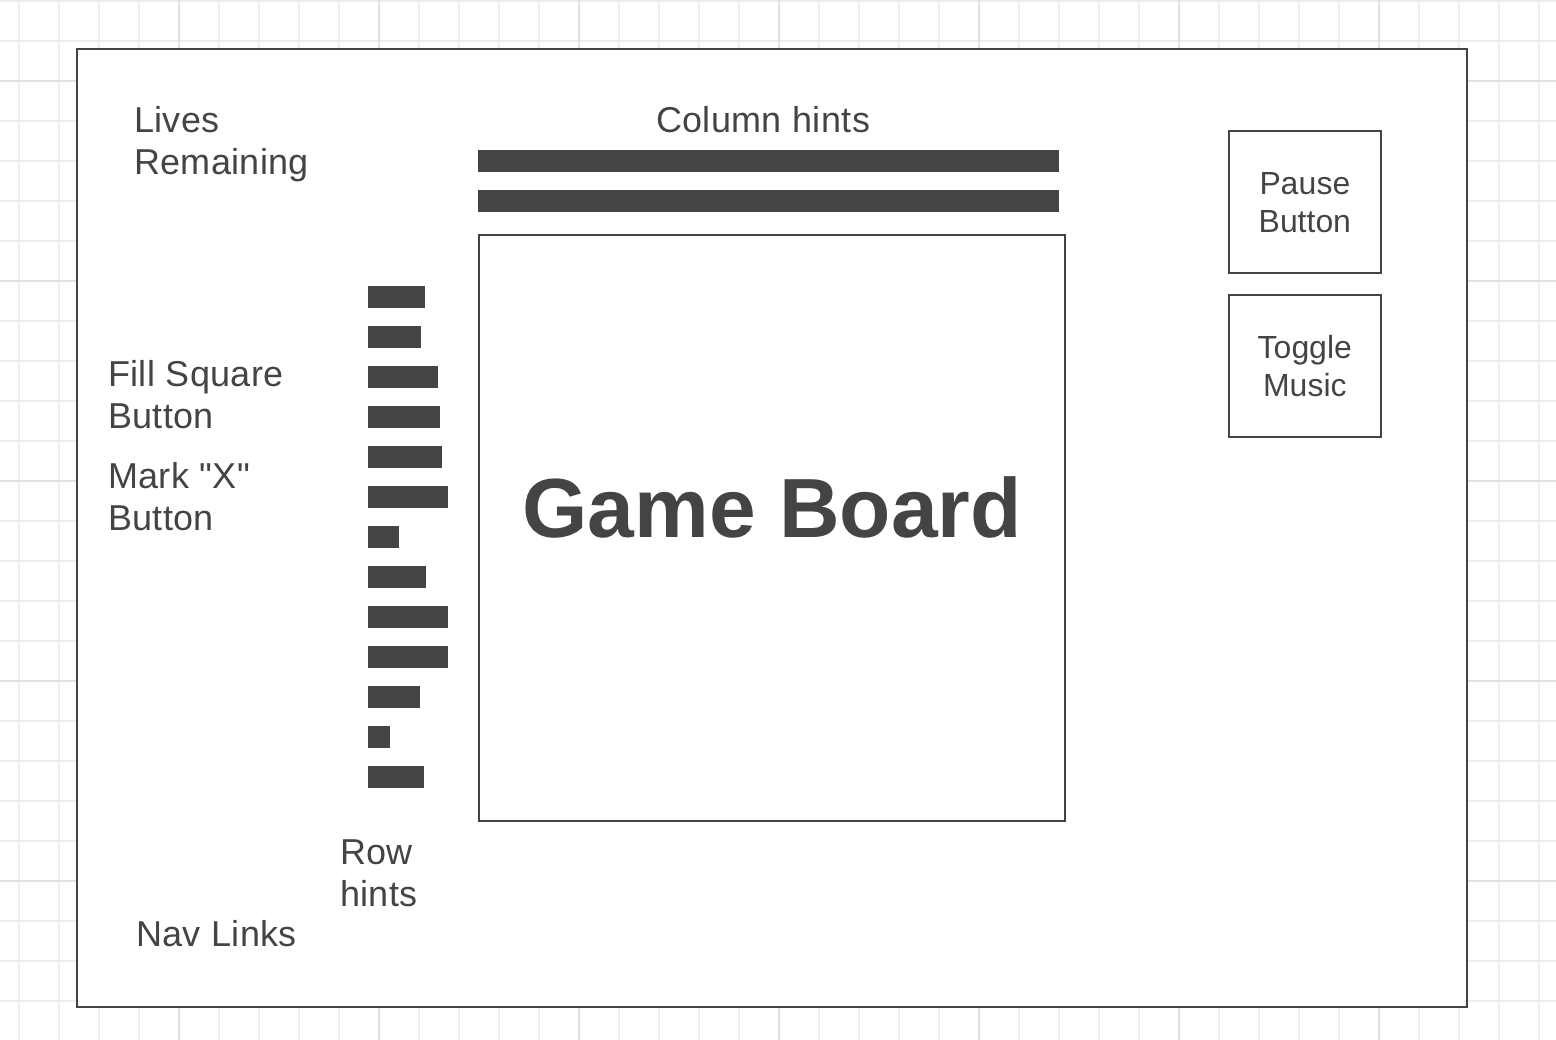 Lives
Remaining
Column hints
Pause
Button
Toggle
Music
Fill Square
Button
Mark "X"
Button
Game Board
Row
hints
Nav Links